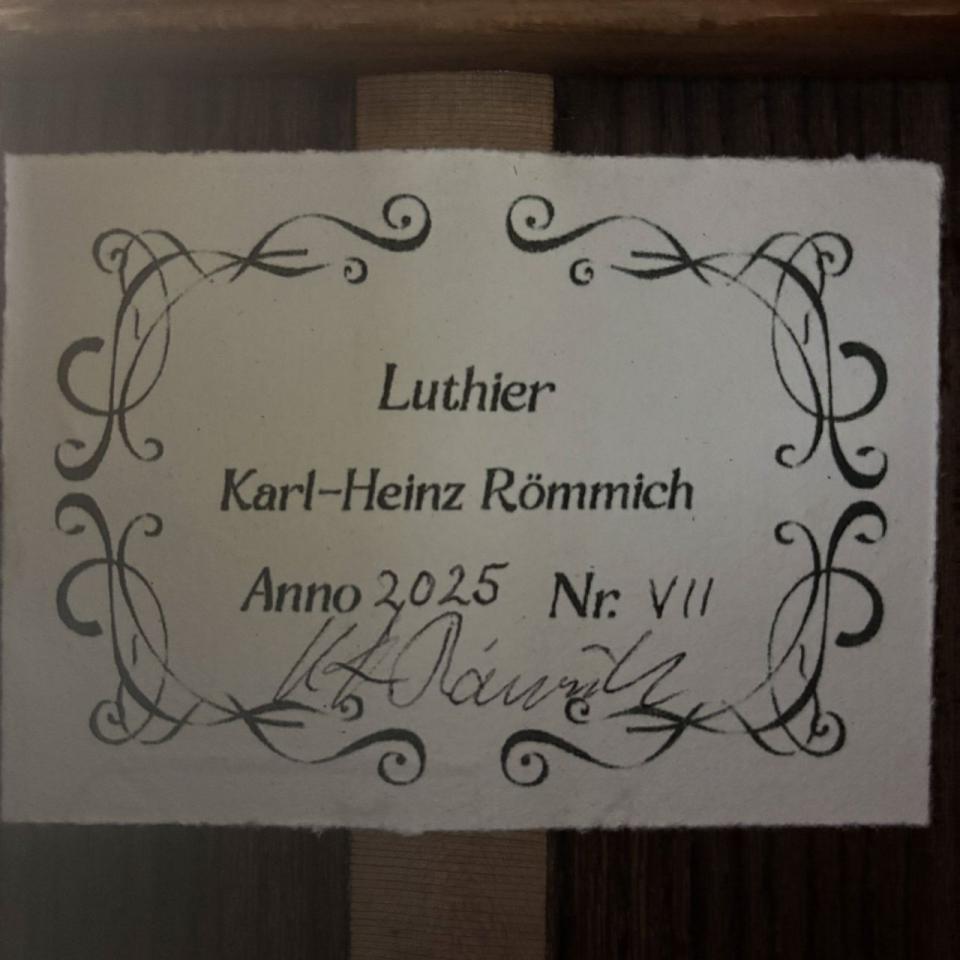 Luthier
Karl-Heinz Römmich
Anno 2025 Nr. VII